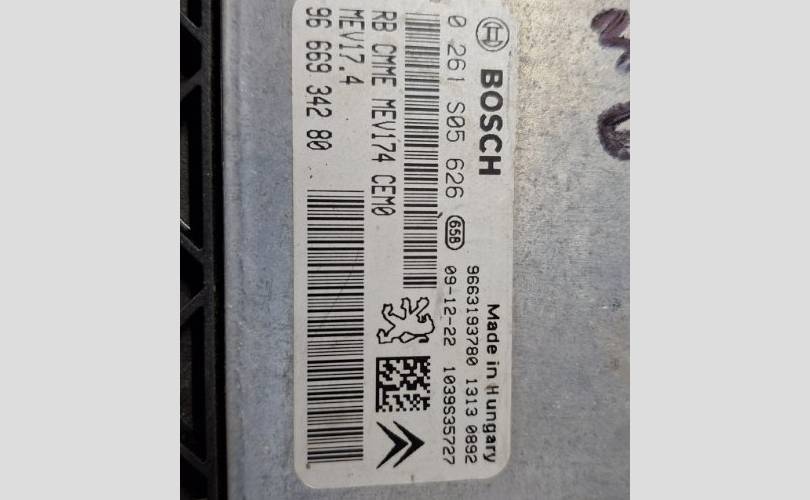 BOSCH
Made in Hungary
0 261 S05 626
65B
9663193780 1313 0892
09-12-22 1039S35727
RB CMME MEV174 CEM0
MEV17.4
96 669 342 80